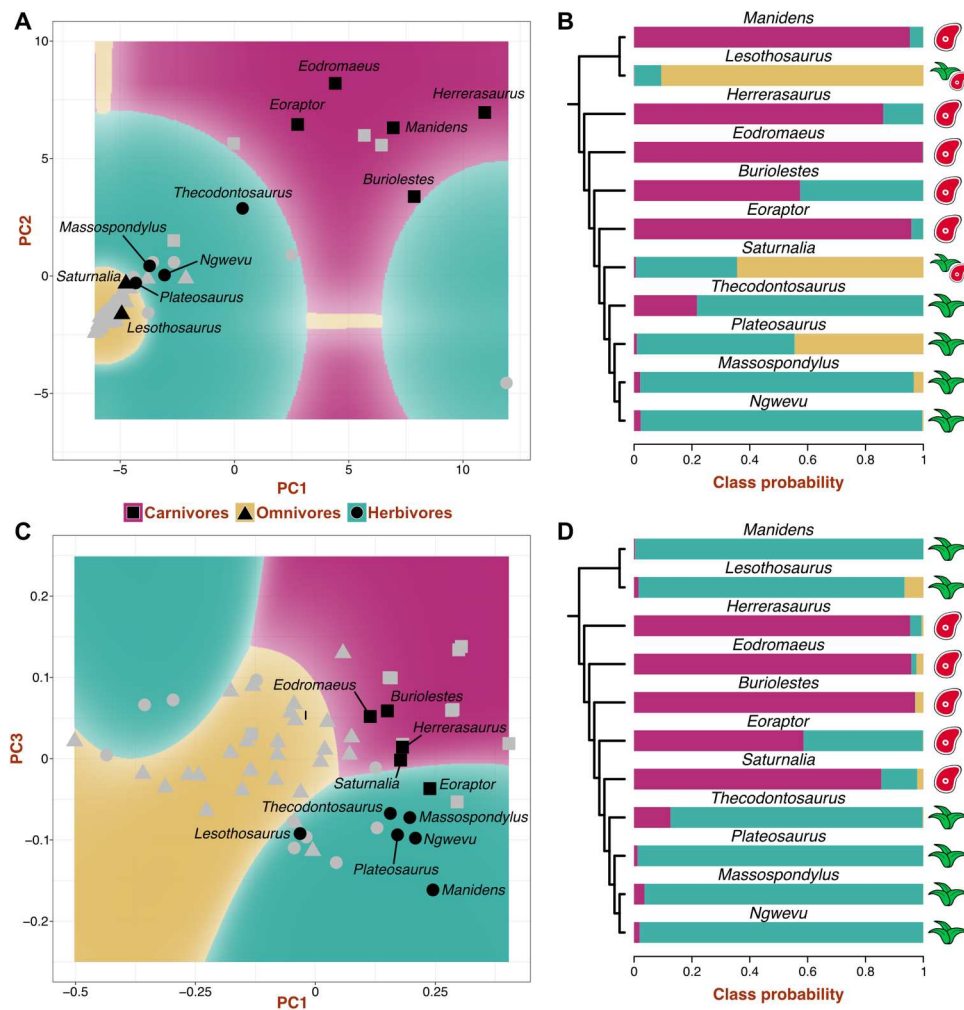 A
10
5
0
−5
PC2
Eodromaeus
Herrerasaurus
Eoraptor
Manidens
Buriolestes
Thecodontosaurus
Massospondylus
Ngwevu
Saturnalia
Plateosaurus
Lesothosaurus
−5
0
5
10
PC1
B
Manidens
Lesothosaurus
Herrerasaurus
Eodromaeus
Buriolestes
Eoraptor
Saturnalia
Thecodontosaurus
Plateosaurus
Massospondylus
Ngwevu
0
0.2
0.4
0.6
0.8
1
Class probability
Carnivores
Omnivores
Herbivores
C
0.2
0.1
0
−0.1
−0.2
PC3
Eodromaeus
Buriolestes
Herrerasaurus
Saturnalia
Eoraptor
Thecodontosaurus
Massospondylus
Lesothosaurus
Ngwevu
Plateosaurus
Manidens
−0.5
−0.25
0
0.25
PC1
D
Manidens
Lesothosaurus
Herrerasaurus
Eodromaeus
Buriolestes
Eoraptor
Saturnalia
Thecodontosaurus
Plateosaurus
Massospondylus
Ngwevu
0
0.2
0.4
0.6
0.8
1
Class probability